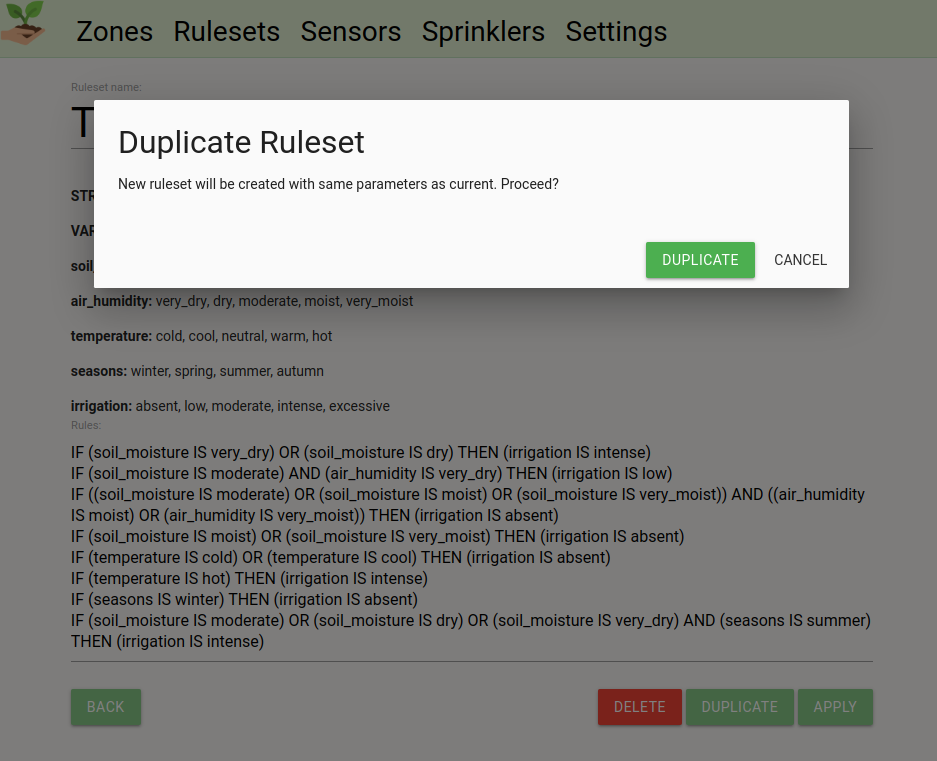 Zones Rulesets Sensors Sprinklers Settings
Ruleset name:
Duplicate Ruleset
New ruleset will be created with same parameters as current. Proceed?
DUPLICATE CANCEL
air_humidity: very_dry, dry, moderate, moist, very_moist
temperature: cold, cool, neutral, warm, hot
seasons: winter, spring, summer, autumn
irrigation: absent, low, moderate, intense, excessive
Rules:
IF (soil_moisture IS very_dry) OR (soil_moisture IS dry) THEN (irrigation IS intense)
IF (soil_moisture IS moderate) AND (air_humidity IS very_dry) THEN (irrigation IS low)
IF ((soil_moisture IS moderate) OR (soil_moisture IS moist) OR (soil_moisture IS very_moist)) AND ((air_humidity
IS moist) OR (air_humidity IS very_moist)) THEN (irrigation IS absent)
IF (soil_moisture IS moist) OR (soil_moisture IS very_moist) THEN (irrigation IS absent)
IF (temperature IS cold) OR (temperature IS cool) THEN (irrigation IS absent)
IF (temperature IS hot) THEN (irrigation IS intense)
IF (seasons IS winter) THEN (irrigation IS absent)
IF (soil_moisture IS moderate) OR (soil_moisture IS dry) OR (soil_moisture IS very_dry) AND (seasons IS summer)
THEN (irrigation IS intense)
BACK DELETE DUPLICATE APPLY